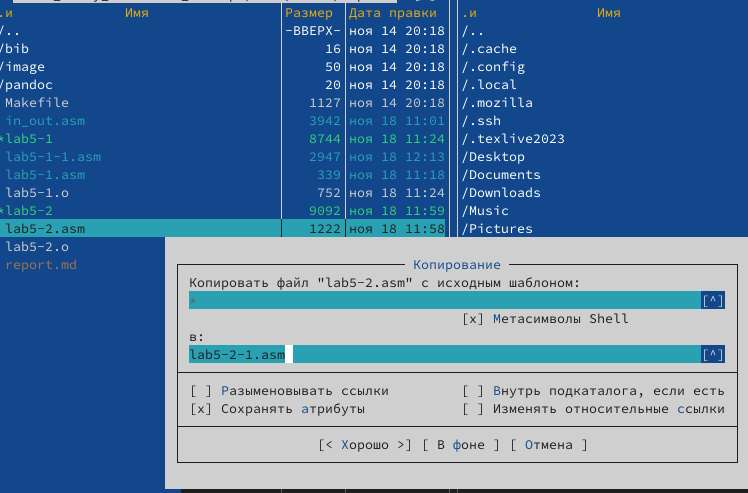 .и Имя Размер Дата правки .и Имя
/.. -ВВЕРХ- ноя 14 20:18 /..
/bib 16 ноя 14 20:18 /.cache
/image 50 ноя 14 20:18 /.config
/pandoc 20 ноя 14 20:18 /.local
Makefile 1127 ноя 14 20:18 /.mozilla
in_out.asm 3942 ноя 18 11:01 /.ssh
*lab5-1 8744 ноя 18 11:24 /.texlive2023
lab5-1-1.asm 2947 ноя 18 12:13 /Desktop
lab5-1.asm 339 ноя 18 11:18 /Documents
lab5-1.o 752 ноя 18 11:24 /Downloads
*lab5-2 9092 ноя 18 11:59 /Music
lab5-2.asm 1222 ноя 18 11:58 /Pictures
lab5-2.o
report.md
Копирование
Копировать файл "lab5-2.asm" с исходным шаблоном:
* [^]
[x] Метасимволы Shell
в:
lab5-2-1.asm [^]
[ ] Разыменовывать ссылки [ ] Внутрь подкаталога, если есть
[x] Сохранять атрибуты [ ] Изменять относительные ссылки
[< Хорошо >] [ В фоне ] [ Отмена ]